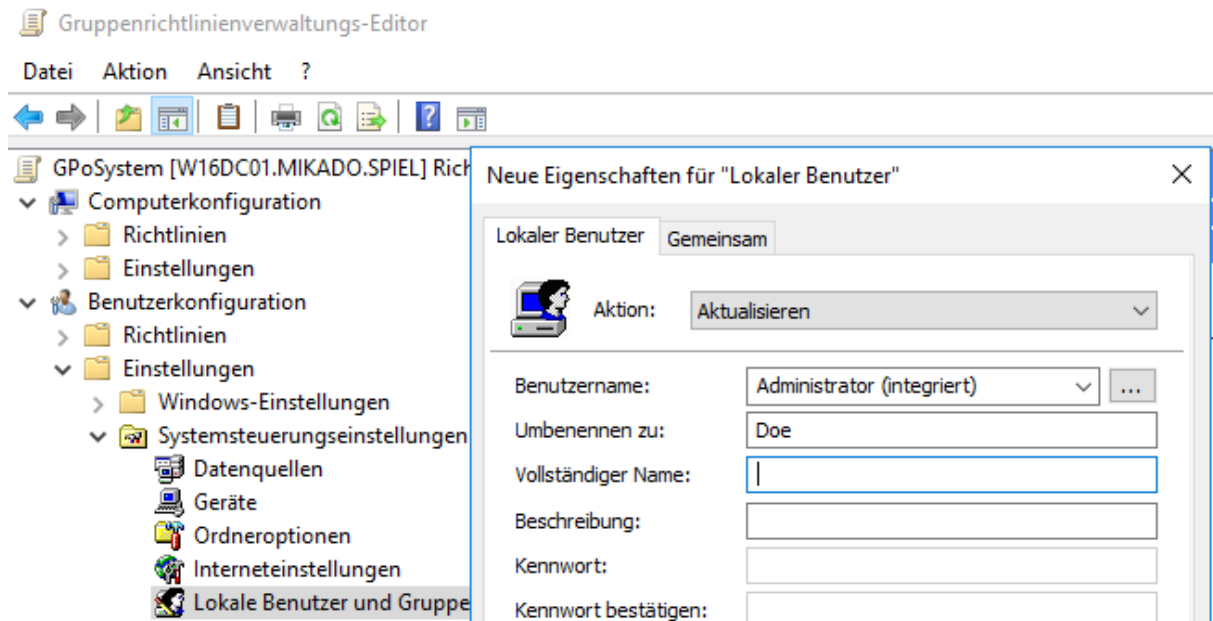 Gruppenrichtlinienverwaltungs-Editor
Datei Aktion Ansicht ?
GPoSystem [W16DC01.MIKADO.SPIEL] Rich
Computerkonfiguration
Richtlinien
Einstellungen
Benutzerkonfiguration
Richtlinien
Einstellungen
Windows-Einstellungen
Systemsteuerungseinstellungen
Datenquellen
Geräte
Ordneroptionen
Interneteinstellungen
Lokale Benutzer und Gruppe
Neue Eigenschaften für "Lokaler Benutzer"
Lokaler Benutzer Gemeinsam
Aktion: Aktualisieren
Benutzername: Administrator (integriert) ...
Umbenennen zu: Doe
Vollständiger Name:
Beschreibung:
Kennwort:
Kennwort bestätigen: